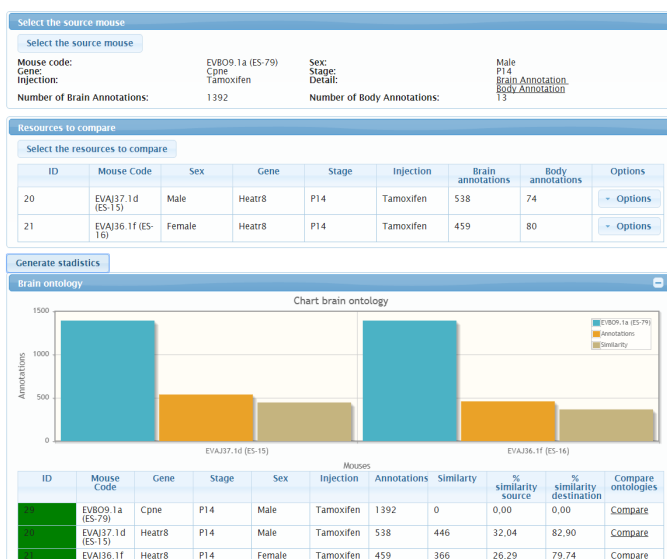 Select the source mouse
Select the source mouse
Mouse code: EVBO9.1a (ES-79) Sex: Male
Gene: Cpne Stage: P14
Injection: Tamoxifen Detail: Brain Annotation
Body Annotation
Number of Brain Annotations: 1392 Number of Body Annotations: 13
Resources to compare
Select the resources to compare
ID Mouse Code Sex Gene Stage Injection Brain annotations Body annotations Options
20 EVAJ37.1d (ES-15) Male Heatr8 P14 Tamoxifen 538 74 Options
21 EVAJ36.1f (ES-16) Female Heatr8 P14 Tamoxifen 459 80 Options
Generate stadistics
Brain ontology
Chart brain ontology
1500
1000
500
0
Annotations
EVBO9.1a (ES-79)
Annotations
Similarity
EVAJ37.1d (ES-15) EVAJ36.1f (ES-16)
Mouses
ID Mouse Code Gene Stage Sex Injection Annotations Similarty % similarity source % similarity destination Compare ontologies
29 EVBO9.1a (ES-79) Cpne P14 Male Tamoxifen 1392 0 0,00 0,00 Compare
20 EVAJ37.1d (ES-15) Heatr8 P14 Male Tamoxifen 538 446 32,04 82,90 Compare
21 EVAJ36.1f Heatr8 P14 Female Tamoxifen 459 366 26,29 79,74 Compare